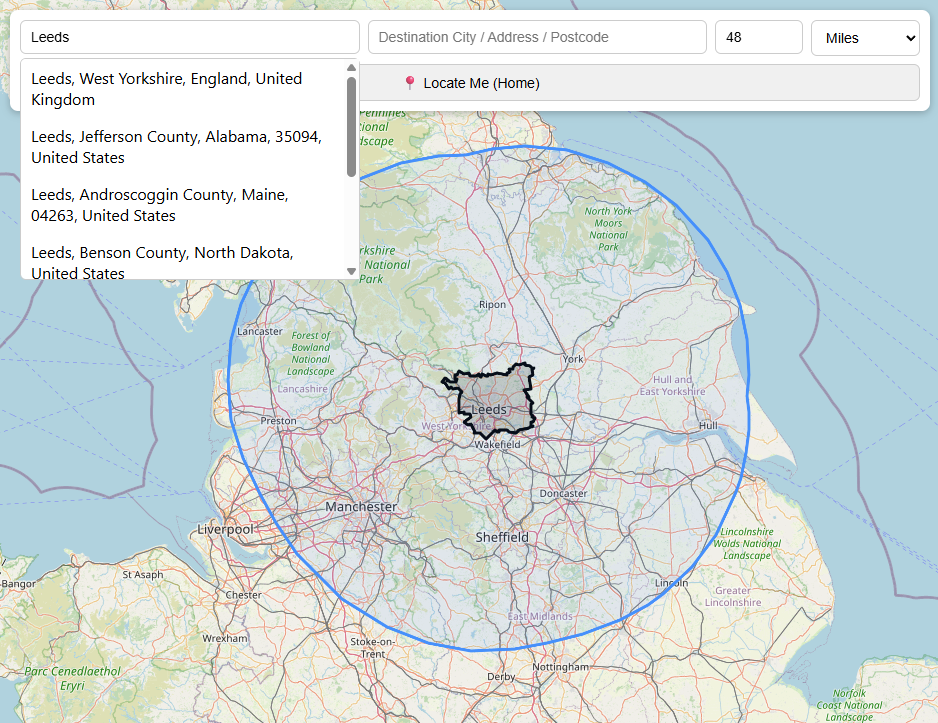 Leeds
Destination City / Address / Postcode
48
Miles
Locate Me (Home)
Leeds, West Yorkshire, England, United
Kingdom
Leeds, Jefferson County, Alabama, 35094,
United States
Leeds, Androscoggin County, Maine,
04263, United States
Leeds, Benson County, North Dakota,
United States
Pennines
National
Landscape
North York
Moors
National
Park
Yorkshire
National
Park
Ripon
Lancaster
Forest of
Bowland
National
Landscape
York
Lancashire
Hull and
East Yorkshire
Leeds
Preston
West Yorkshire
Hull
Wakefield
Doncaster
Manchester
Liverpool
Sheffield
Lincolnshire
Wolds National
Landscape
St Asaph
Bangor
Chester
Lincoln
Greater
Lincolnshire
East Midlands
Wrexham
Stoke-on-
Trent
Nottingham
Derby
Parc Cenedlaethol
Eryri
Norfolk
Coast National
Landscape